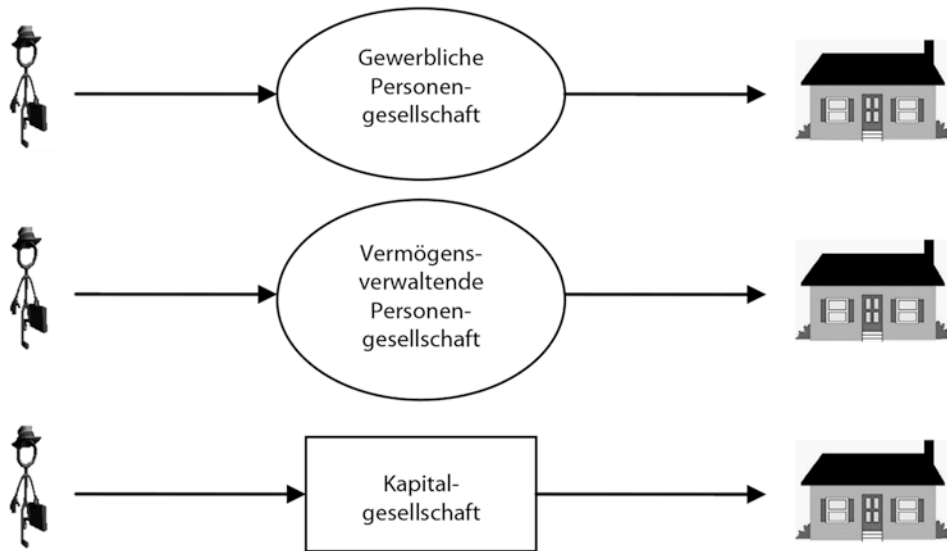 Gewerbliche
Personen-
gesellschaft
Vermögens-
verwaltende
Personen-
gesellschaft
Kapital-
gesellschaft